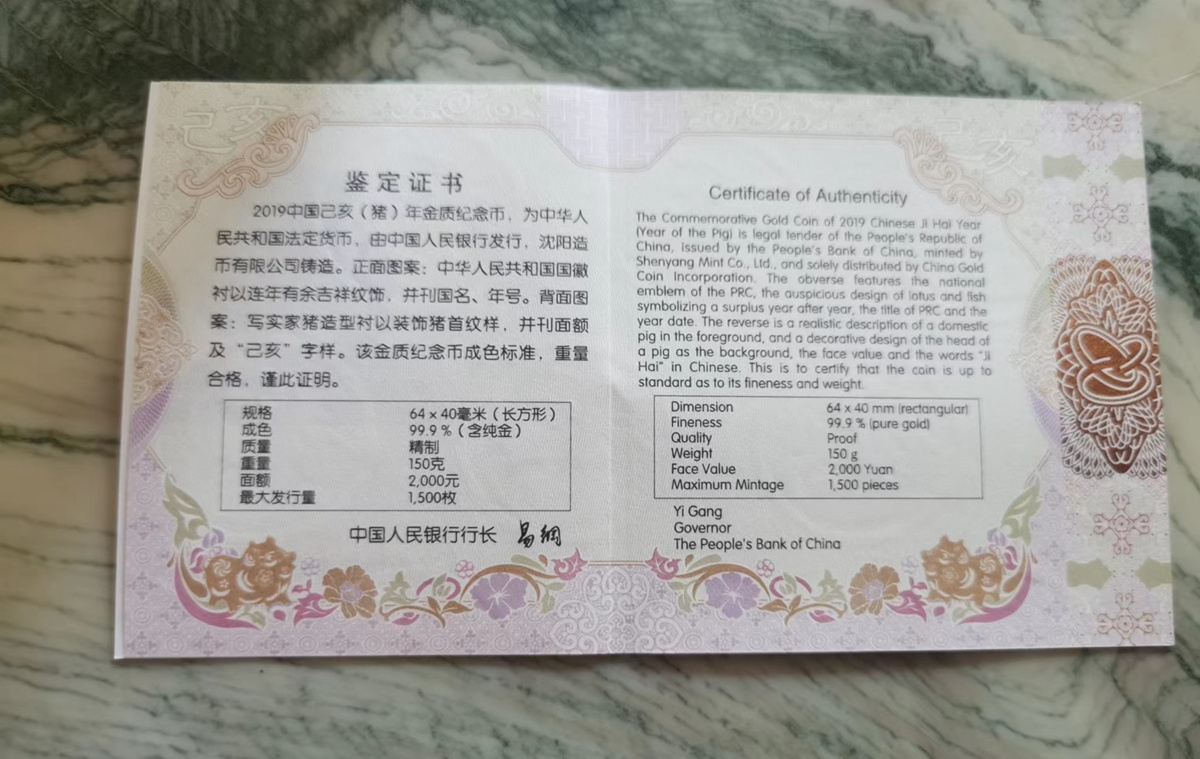 己亥
鉴定证书
2019中国己亥（猪）年金质纪念币，为中华人
民共和国法定货币，由中国人民银行发行，沈阳造
币有限公司铸造。正面图案：中华人民共和国国徽
衬以连年有余吉祥纹饰，并刊国名、年号。背面图
案：写实家猪造型衬以装饰猪首纹样，并刊面额
及“己亥”字样。该金质纪念币成色标准，重量
合格，谨此证明。
规格 64 x 40毫米（长方形）
成色 99.9 %（含纯金）
质量 精制
重量 150克
面额 2,000元
最大发行量 1,500枚
中国人民银行行长 易纲
己亥
Certificate of Authenticity
The Commemorative Gold Coin of 2019 Chinese Ji Hai Year
(Year of the Pig) is legal tender of the People's Republic of
China, issued by the People's Bank of China, minted by
Shenyang Mint Co., Ltd., and solely distributed by China Gold
Coin Incorporation. The obverse features the national
emblem of the PRC, the auspicious design of lotus and fish
symbolizing a surplus year after year, the title of PRC and the
year date. The reverse is a realistic description of a domestic
pig in the foreground, and a decorative design of the head of
a pig as the background, the face value and the words "Ji
Hai" in Chinese. This is to certify that the coin is up to
standard as to its fineness and weight.
Dimension 64 x 40 mm (rectangular)
Fineness 99.9 % (pure gold)
Quality Proof
Weight 150 g
Face Value 2,000 Yuan
Maximum Mintage 1,500 pieces
Yi Gang
Governor
The People's Bank of China